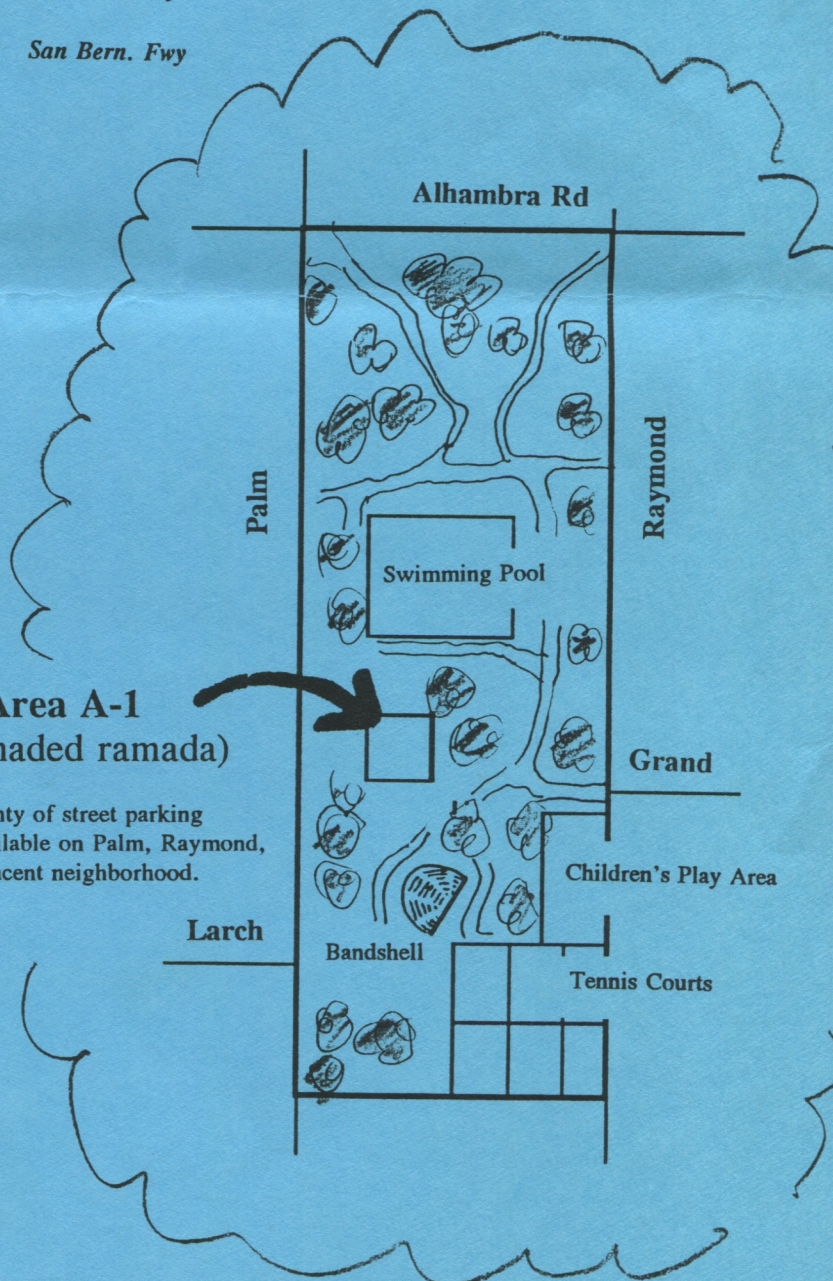 San Bern. Fwy
Alhambra Rd
Palm
Raymond
Swimming Pool
Area A-1
haded ramada)
Grand
nty of street parking
ilable on Palm, Raymond,
cent neighborhood.
Children's Play Area
Larch
Bandshell
Tennis Courts